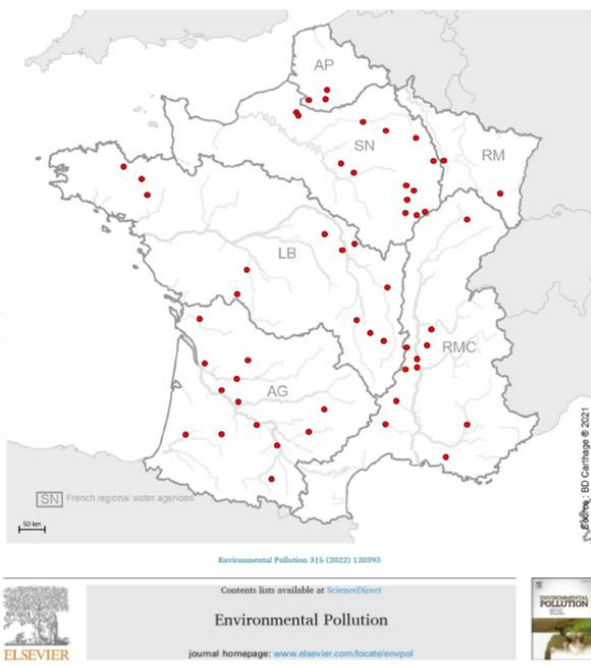 AP
SN
RM
LB
RMC
AG
SN French regional water agencies
50 km
Source : BD Carthage ® 2021
Environmental Pollution 315 (2022) 120393
Contents lists available at ScienceDirect
Environmental Pollution
journal homepage: www.elsevier.com/locate/envpol
ELSEVIER
ENVIRONMENTAL
POLLUTION